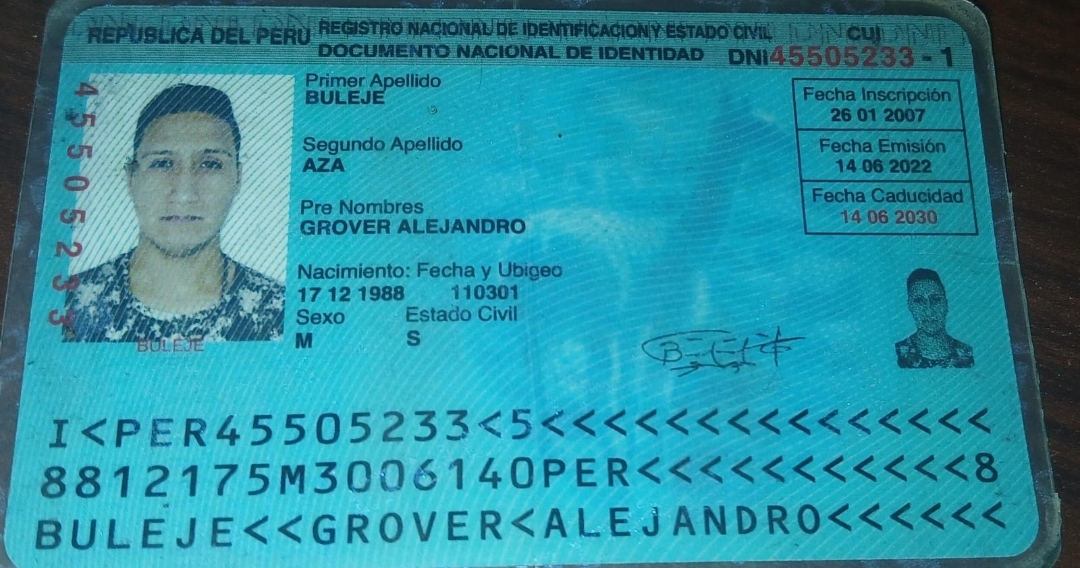 REPUBLICA DEL PERU
REGISTRO NACIONAL DE IDENTIFICACION Y ESTADO CIVIL
DOCUMENTO NACIONAL DE IDENTIDAD
CUI
DNI 45505233 - 1
45505233
Primer Apellido
BULEJE
Segundo Apellido
AZA
Pre Nombres
GROVER ALEJANDRO
Nacimiento: Fecha y Ubigeo
17 12 1988 110301
Sexo Estado Civil
M S
Fecha Inscripción
26 01 2007
Fecha Emisión
14 06 2022
Fecha Caducidad
14 06 2030
BULEJE
I<PER45505233<5<<<<<<<<<<<<<<<
8812175M3006140PER<<<<<<<<<<<8
BULEJE<<GROVER<ALEJANDRO<<<<<<